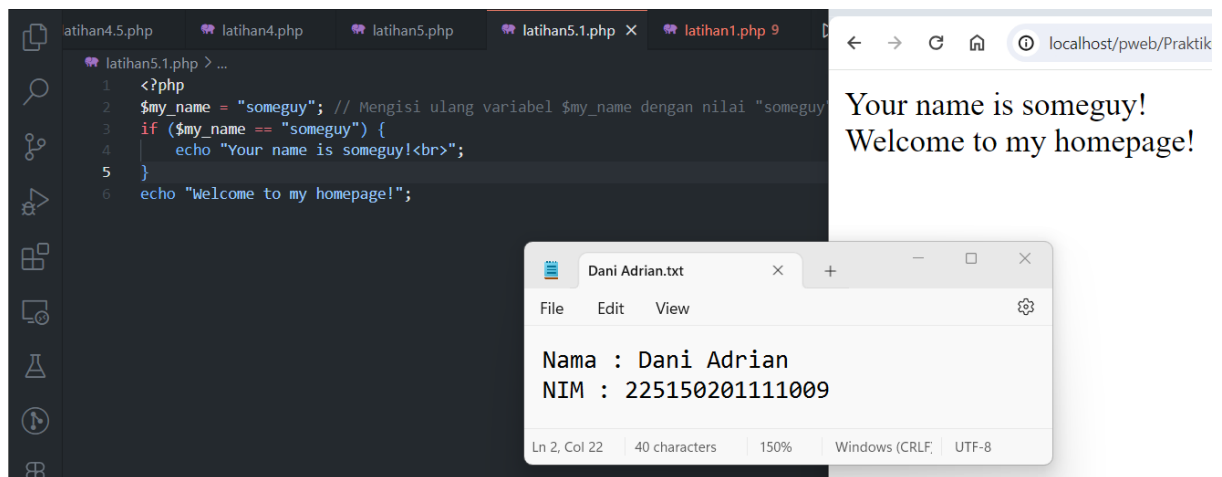 atihan4.5.php latihan4.php latihan5.php latihan5.1.php latihan1.php 9
latihan5.1.php > ...
1 <?php
2 $my_name = "someguy"; // Mengisi ulang variabel $my_name dengan nilai "someguy"
3 if ($my_name == "someguy") {
4 echo "Your name is someguy!<br>";
5 }
6 echo "Welcome to my homepage!";
localhost/pweb/Praktik
Your name is someguy!
Welcome to my homepage!
Dani Adrian.txt
File Edit View
Nama : Dani Adrian
NIM : 225150201111009
Ln 2, Col 22 40 characters 150% Windows (CRLF) UTF-8